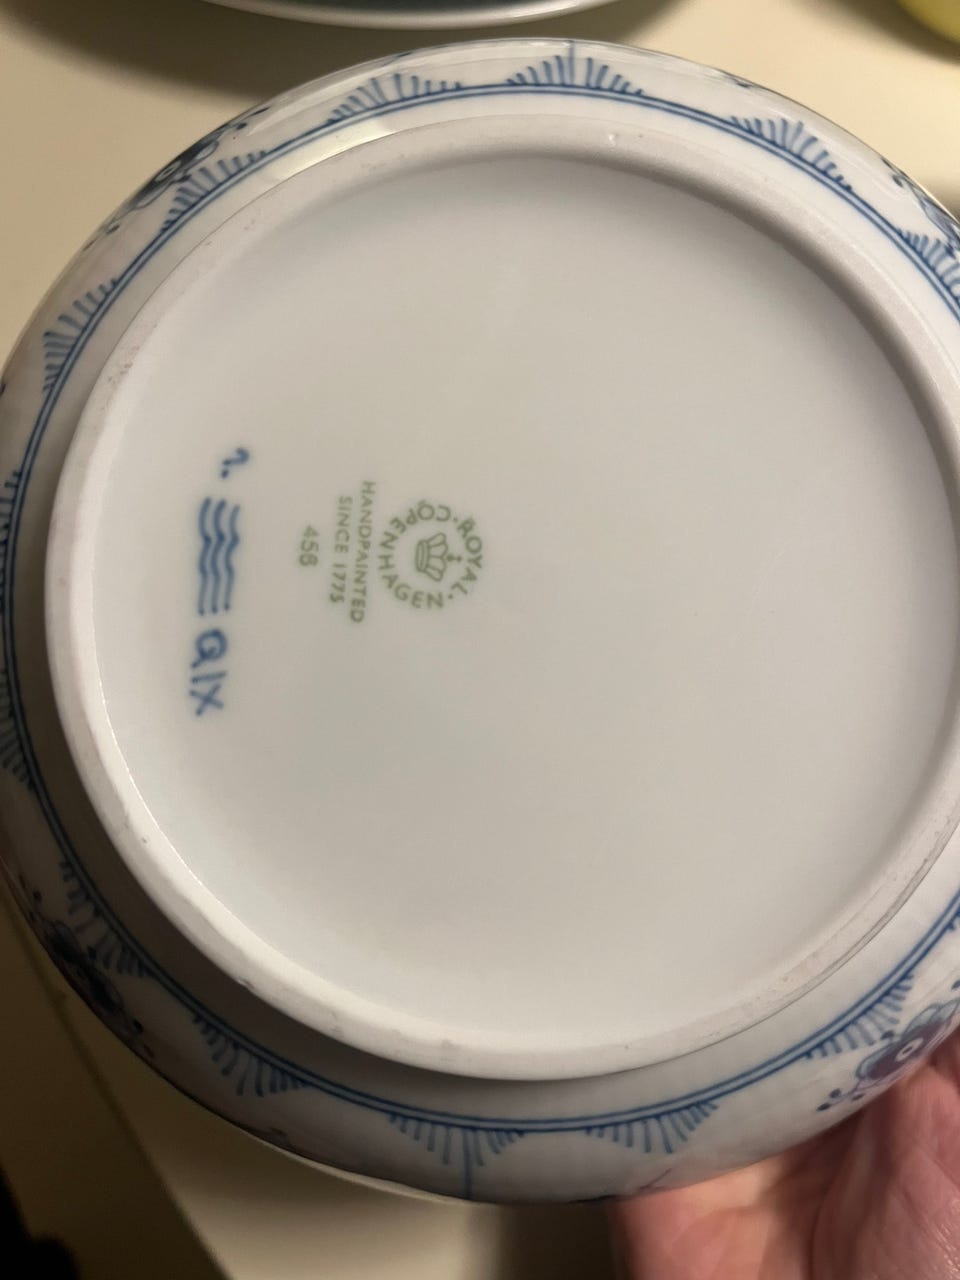 ROYAL · COPENHAGEN ·
HANDPAINTED
SINCE 1775
458